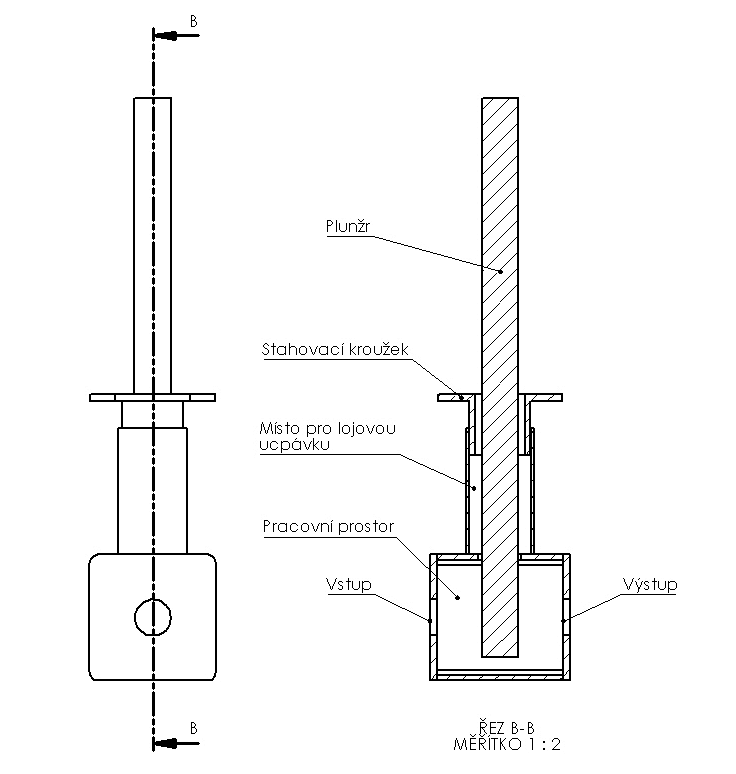 B
Plunžr
Stahovací kroužek
Místo pro lojovou
ucpávku
Pracovní prostor
Vstup
Výstup
B
ŘEZ B-B
MĚŘÍTKO 1 : 2